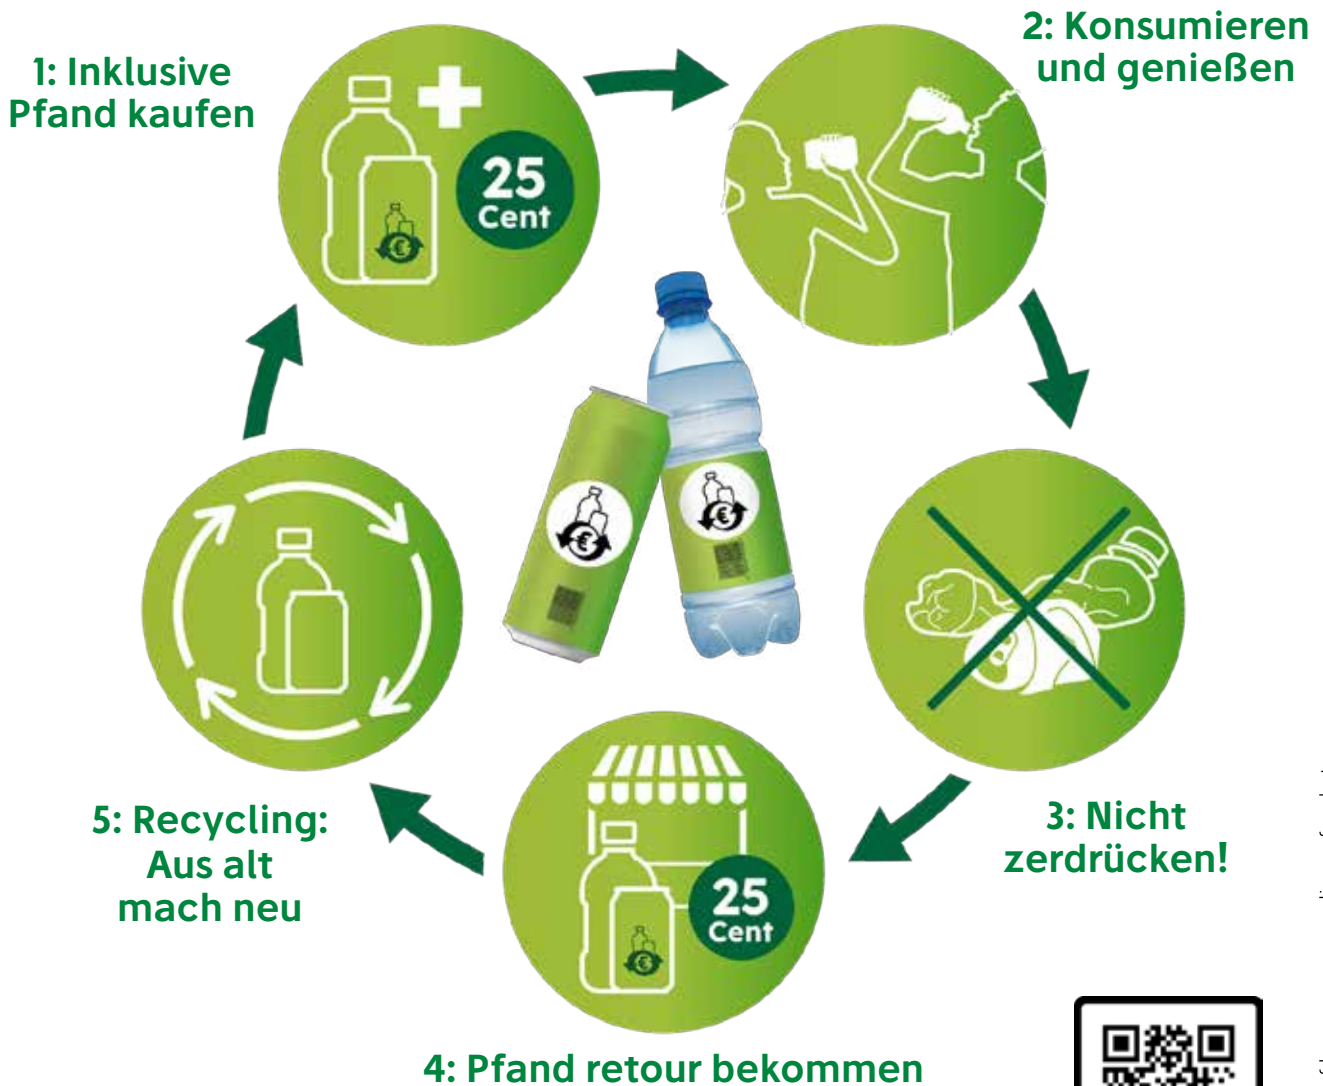 1: Inklusive
Pfand kaufen
25
Cent
2: Konsumieren
und genießen
3: Nicht
zerdrücken!
25
Cent
4: Pfand retour bekommen
5: Recycling:
Aus alt
mach neu